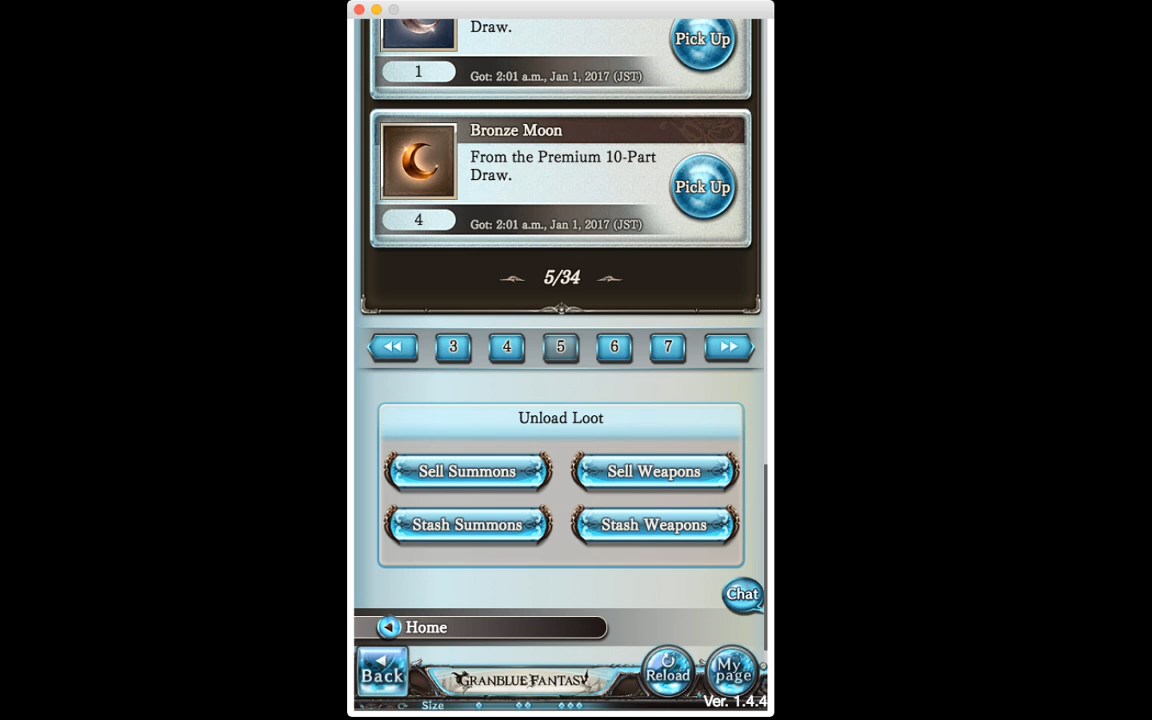 Draw.
Pick Up
1
Got: 2:01 a.m., Jan 1, 2017 (JST)
Bronze Moon
From the Premium 10-Part
Draw.
Pick Up
4
Got: 2:01 a.m., Jan 1, 2017 (JST)
5/34
3 4 5 6 7
Unload Loot
Sell Summons Sell Weapons
Stash Summons Stash Weapons
Chat
Home
Back
GRANBLUE FANTASY
Reload
My
page
Size
Ver. 1.4.4